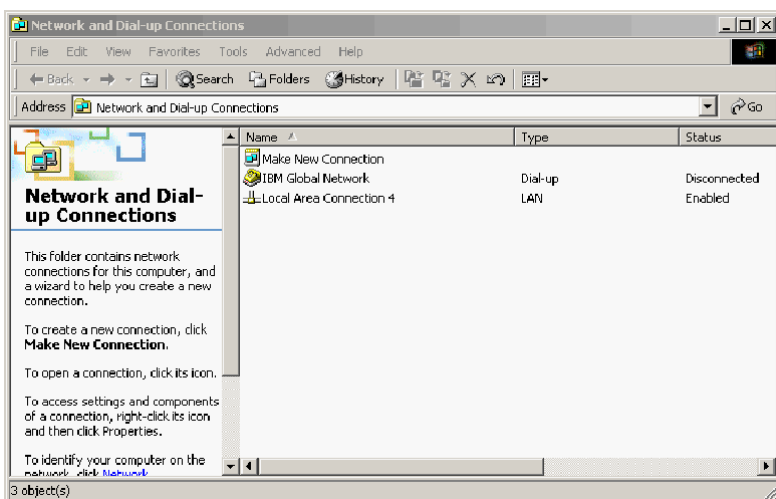 Network and Dial-up Connections
File Edit View Favorites Tools Advanced Help
Back Search Folders History
Address Network and Dial-up Connections Go
Name Type Status
Make New Connection
IBM Global Network Dial-up Disconnected
Local Area Connection 4 LAN Enabled
Network and Dial-
up Connections
This folder contains network
connections for this computer, and
a wizard to help you create a new
connection.
To create a new connection, click
Make New Connection.
To open a connection, click its icon.
To access settings and components
of a connection, right-click its icon
and then click Properties.
To identify your computer on the
network, click Network
3 object(s)